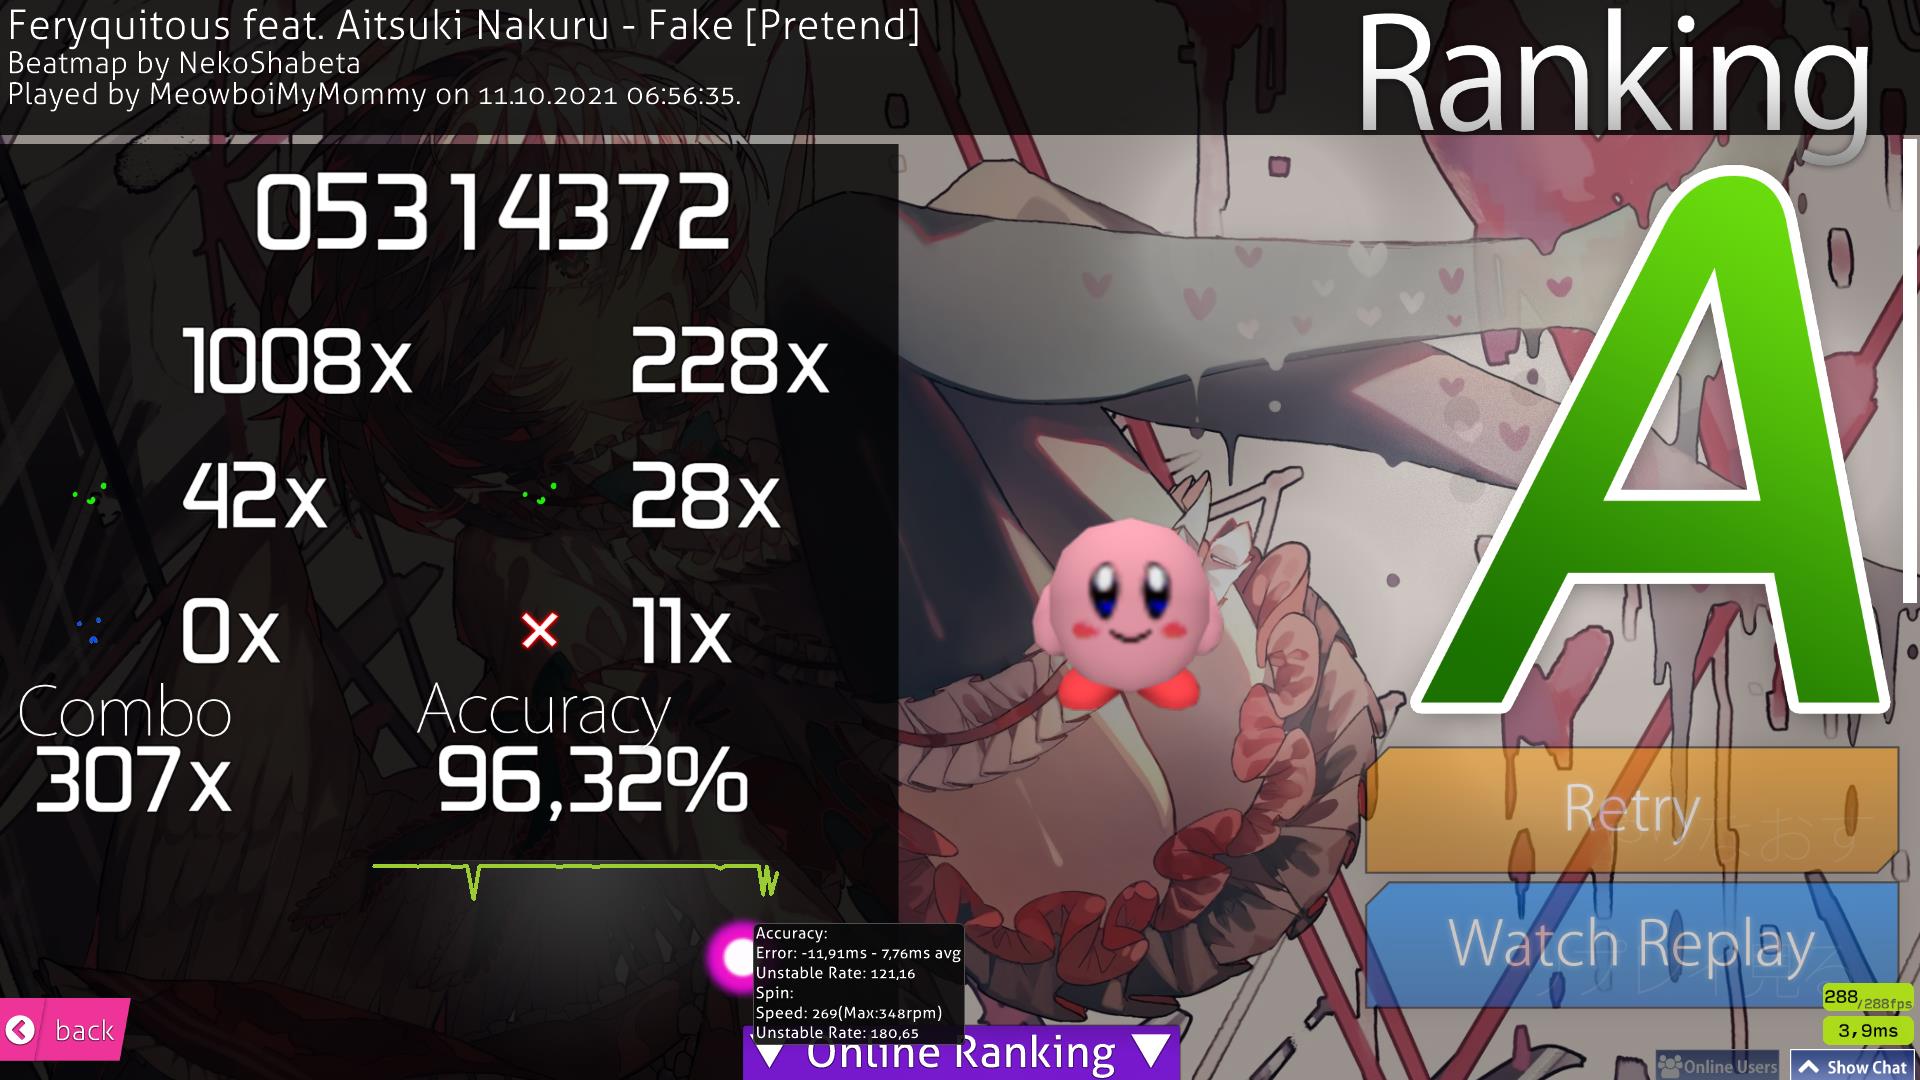 Feryquitous feat. Aitsuki Nakuru - Fake [Pretend]
Beatmap by NekoShabeta
Played by MeowboiMyMommy on 11.10.2021 06:56:35.
Ranking
05314372
1008x 228x
42x 28x
0x 11x
Combo Accuracy
307x 96,32%
A
Retry
なおす
Watch Replay
Accuracy:
Error: -11,91ms - 7,76ms avg
Unstable Rate: 121,16
Spin:
Speed: 269(Max:348rpm)
Unstable Rate: 180,65
back
Online Ranking
288/288fps
3,9ms
Online Users
Show Chat